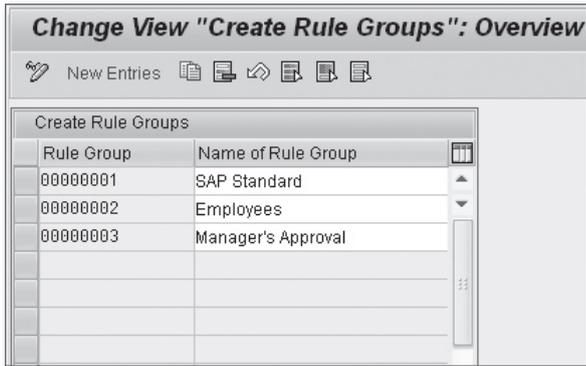 Change View "Create Rule Groups": Overview
New Entries
Create Rule Groups
Rule Group Name of Rule Group
00000001 SAP Standard
00000002 Employees
00000003 Manager's Approval